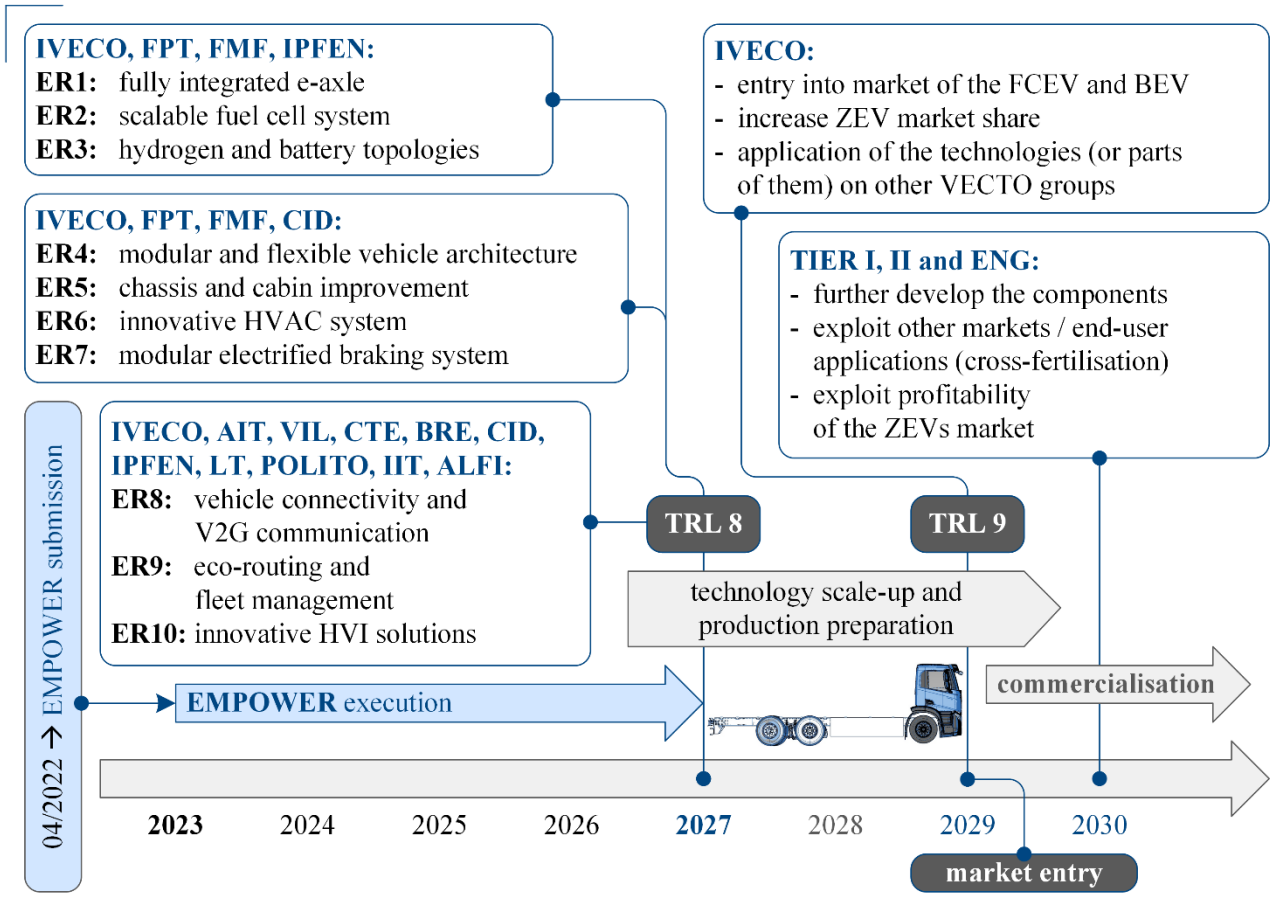 IVECO, FPT, FMF, IPFEN:
ER1: fully integrated e-axle
ER2: scalable fuel cell system
ER3: hydrogen and battery topologies
IVECO, FPT, FMF, CID:
ER4: modular and flexible vehicle architecture
ER5: chassis and cabin improvement
ER6: innovative HVAC system
ER7: modular electrified braking system
IVECO, AIT, VIL, CTE, BRE, CID,
IPFEN, LT, POLITO, IIT, ALFI:
ER8: vehicle connectivity and
V2G communication
ER9: eco-routing and
fleet management
ER10: innovative HVI solutions
IVECO:
- entry into market of the FCEV and BEV
- increase ZEV market share
- application of the technologies (or parts
of them) on other VECTO groups
TIER I, II and ENG:
- further develop the components
- exploit other markets / end-user
applications (cross-fertilisation)
- exploit profitability
of the ZEVs market
TRL 8
TRL 9
technology scale-up and
production preparation
commercialisation
04/2022 → EMPOWER submission
EMPOWER execution
2023 2024 2025 2026 2027 2028 2029 2030
market entry